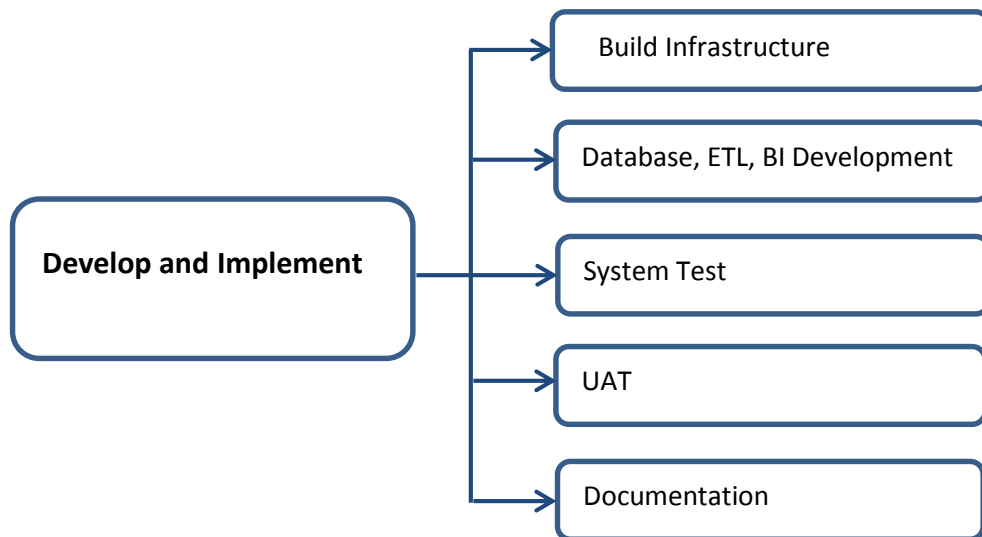 Build Infrastructure
Database, ETL, BI Development
Develop and Implement
System Test
UAT
Documentation